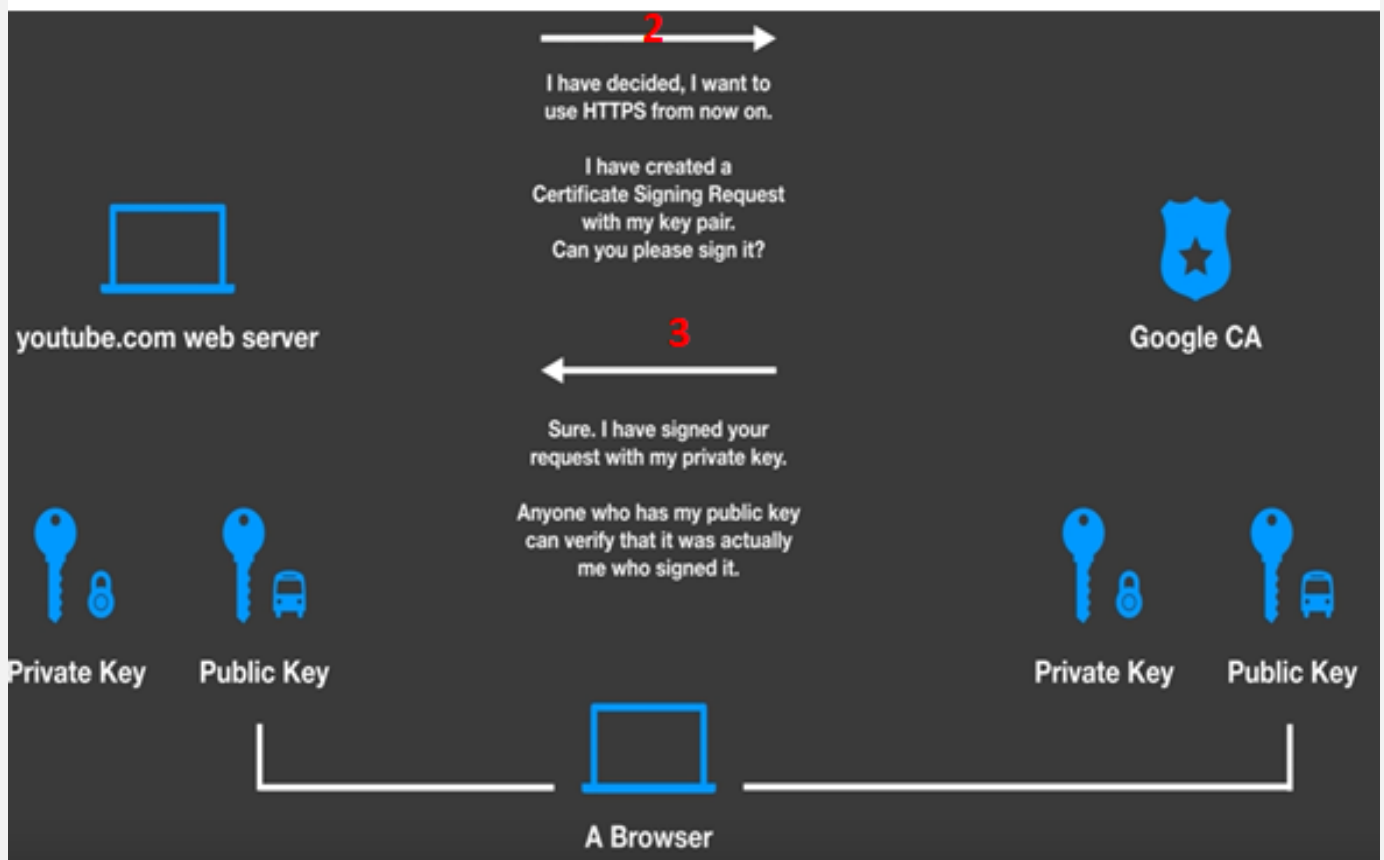 2
I have decided, I want to
use HTTPS from now on.
I have created a
Certificate Signing Request
with my key pair.
Can you please sign it?
youtube.com web server
Google CA
3
Sure. I have signed your
request with my private key.
Anyone who has my public key
can verify that it was actually
me who signed it.
Private Key
Public Key
Private Key
Public Key
A Browser